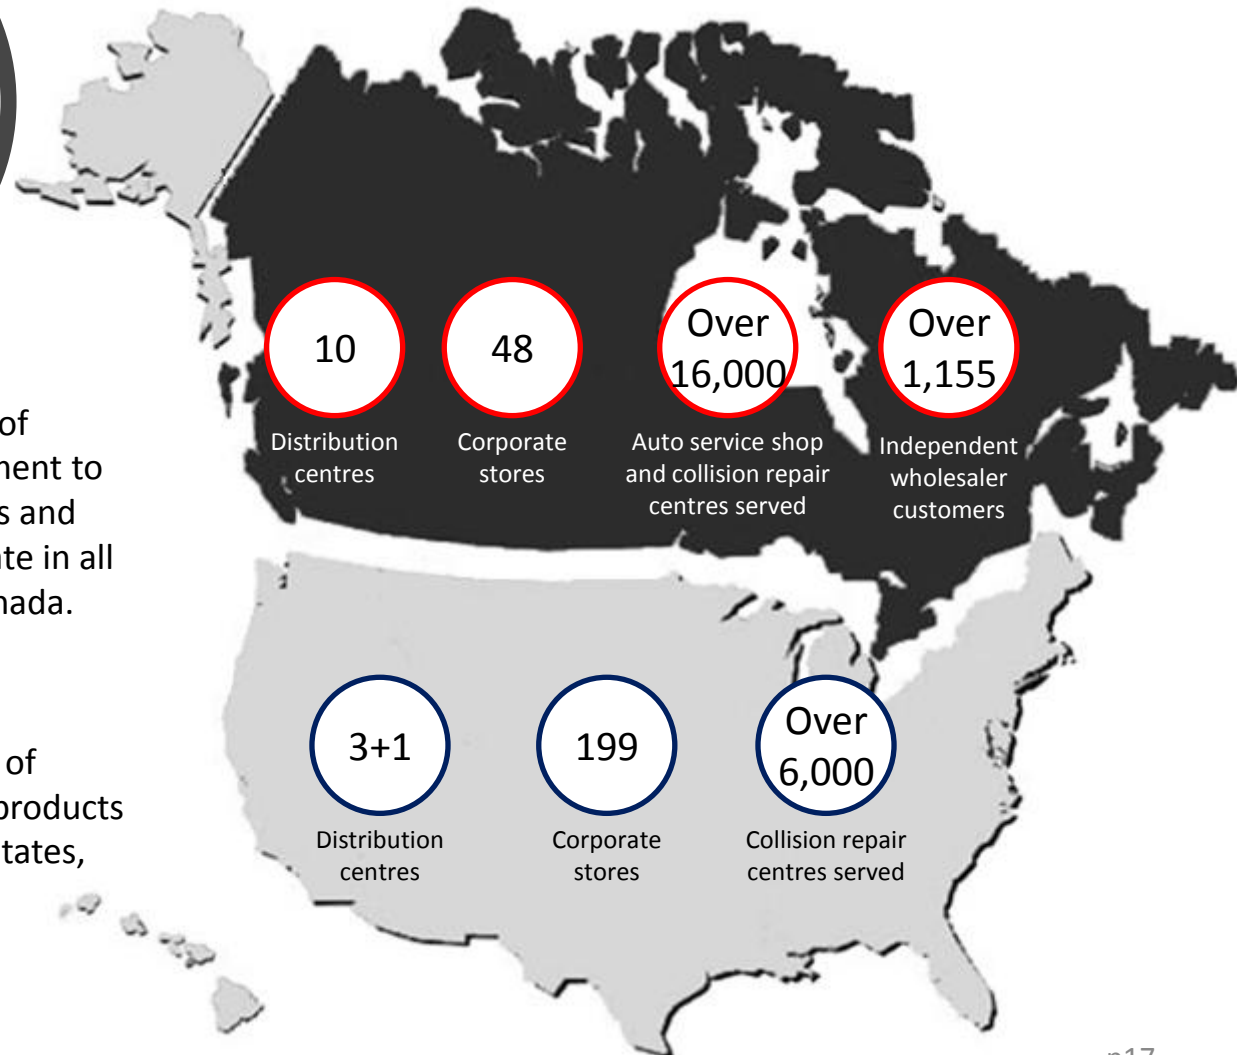 10
Distribution
centres
48
Corporate
stores
Over
16,000
Auto service shop
and collision repair
centres served
Over
1,155
Independent
wholesaler
customers
of
ment to
s and
te in all
nada.
3+1
Distribution
centres
199
Corporate
stores
Over
6,000
Collision repair
centres served
of
products
tates,
p17